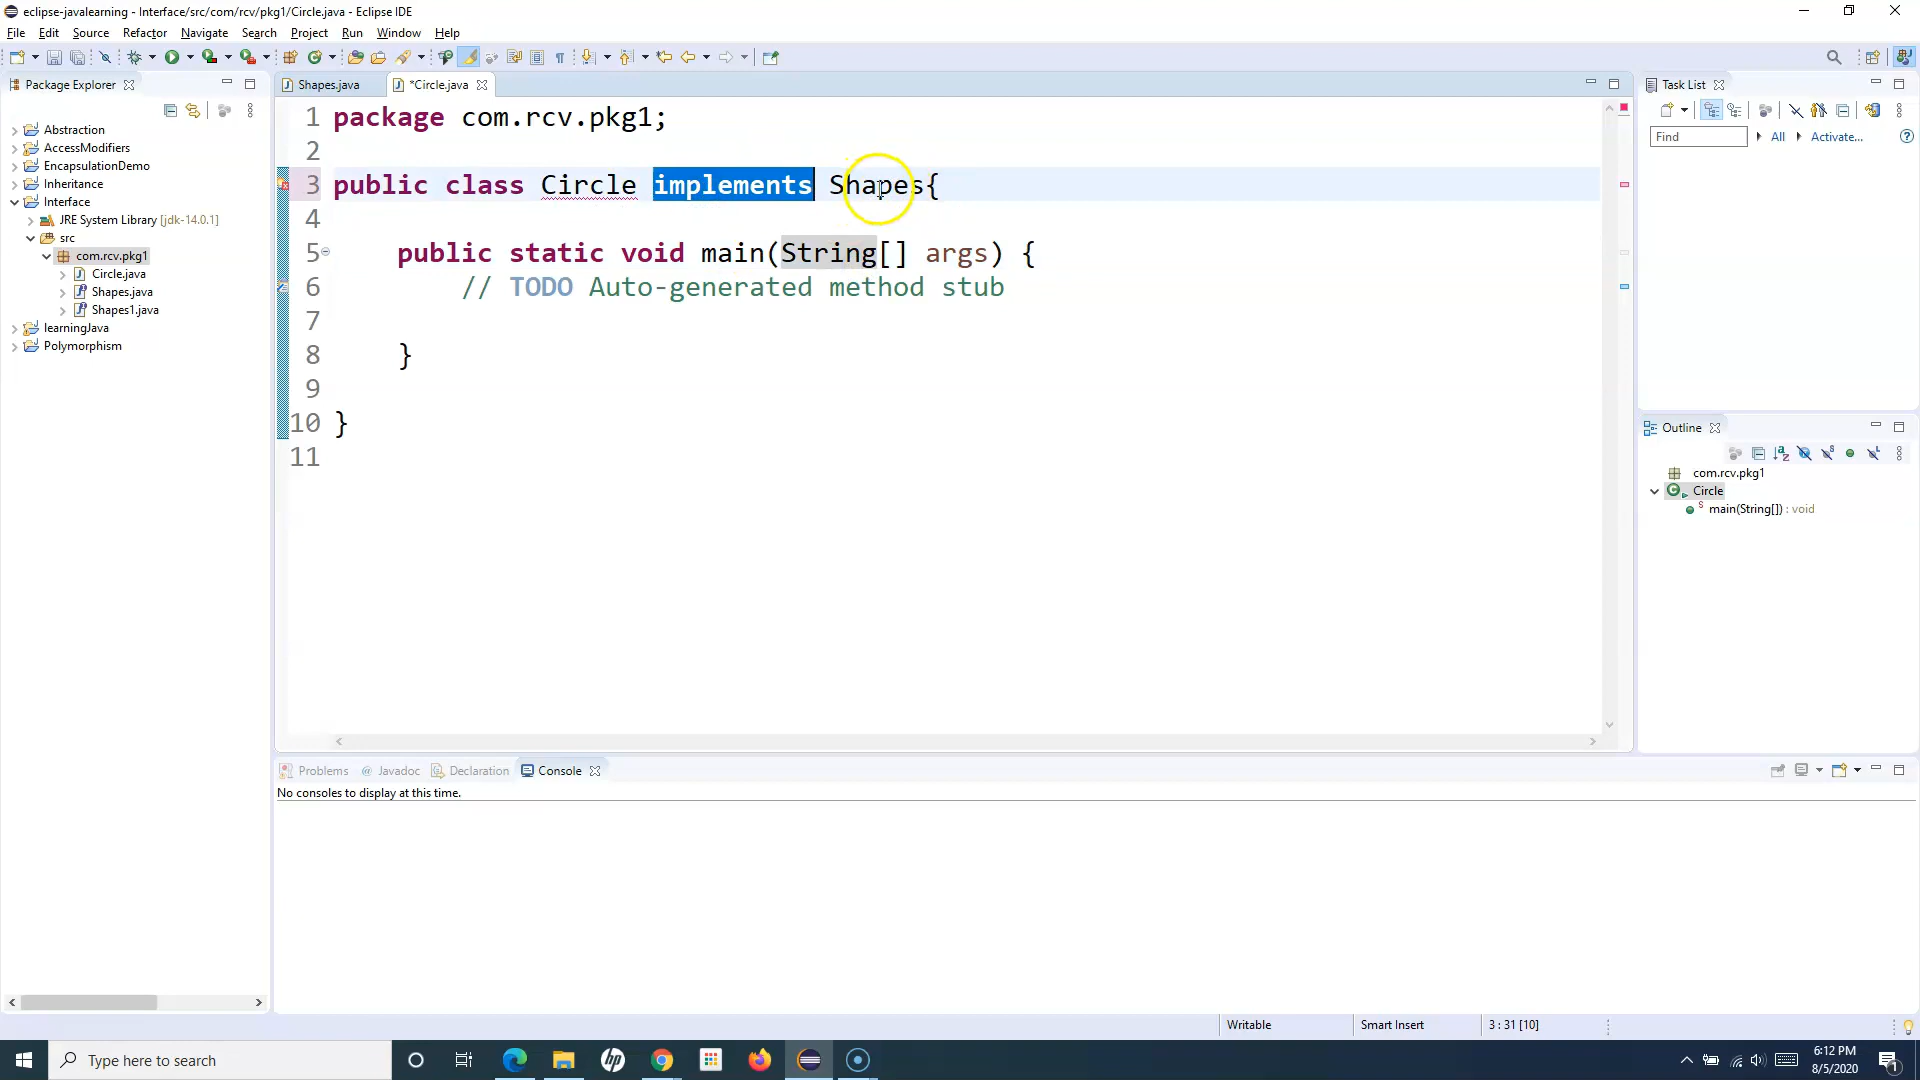 eclipse-javalearning - Interface/src/com/rcv/pkg1/Circle.java - Eclipse IDE
File Edit Source Refactor Navigate Search Project Run Window Help
Package Explorer
Shapes.java
*Circle.java
Task List
Find
All
Activate...
Abstraction
AccessModifiers
EncapsulationDemo
Inheritance
Interface
JRE System Library [jdk-14.0.1]
src
com.rcv.pkg1
Circle.java
Shapes.java
Shapes1.java
learningJava
Polymorphism
1 package com.rcv.pkg1;
2
3 public class Circle implements Shapes{
4
5 public static void main(String[] args) {
6 // TODO Auto-generated method stub
7
8 }
9
10 }
11
Outline
com.rcv.pkg1
Circle
main(String[]) : void
Problems
@ Javadoc
Declaration
Console
No consoles to display at this time.
Writable
Smart Insert
3 : 31 [10]
Type here to search
hp
6:12 PM
8/5/2020
1